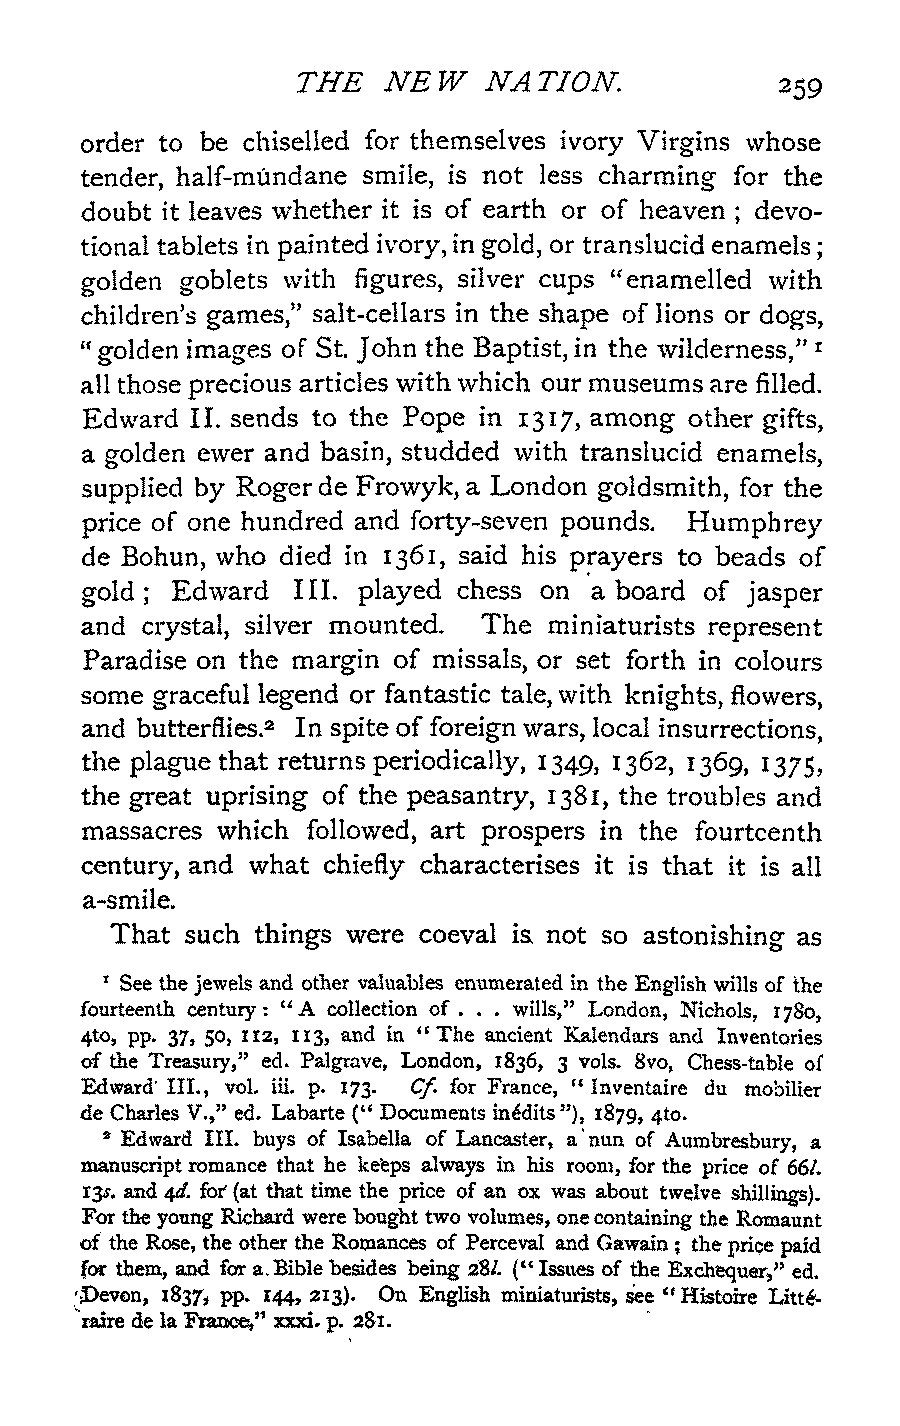 THE NEW NATION. 259
order to be chiselled for themselves ivory Virgins whose
tender, half-mundane smile, is not less charming for the
doubt it leaves whether it is of earth or of heaven ; devo-
tional tablets in painted ivory, in gold, or translucid enamels ;
golden goblets with figures, silver cups "enamelled with
children's games," salt-cellars in the shape of lions or dogs,
"golden images of St. John the Baptist, in the wilderness," ¹
all those precious articles with which our museums are filled.
Edward II. sends to the Pope in 1317, among other gifts,
a golden ewer and basin, studded with translucid enamels,
supplied by Roger de Frowyk, a London goldsmith, for the
price of one hundred and forty-seven pounds. Humphrey
de Bohun, who died in 1361, said his prayers to beads of
gold ; Edward III. played chess on a board of jasper
and crystal, silver mounted. The miniaturists represent
Paradise on the margin of missals, or set forth in colours
some graceful legend or fantastic tale, with knights, flowers,
and butterflies.² In spite of foreign wars, local insurrections,
the plague that returns periodically, 1349, 1362, 1369, 1375,
the great uprising of the peasantry, 1381, the troubles and
massacres which followed, art prospers in the fourteenth
century, and what chiefly characterises it is that it is all
a-smile.
That such things were coeval is not so astonishing as
¹ See the jewels and other valuables enumerated in the English wills of the
fourteenth century : "A collection of . . . wills," London, Nichols, 1780,
4to, pp. 37, 50, 112, 113, and in "The ancient Kalendars and Inventories
of the Treasury," ed. Palgrave, London, 1836, 3 vols. 8vo, Chess-table of
Edward III., vol. iii. p. 173. Cf. for France, "Inventaire du mobilier
de Charles V.," ed. Labarte ("Documents inédits"), 1879, 4to.
² Edward III. buys of Isabella of Lancaster, a nun of Aumbresbury, a
manuscript romance that he keeps always in his room, for the price of 66l.
13s. and 4d. for (at that time the price of an ox was about twelve shillings).
For the young Richard were bought two volumes, one containing the Romaunt
of the Rose, the other the Romances of Perceval and Gawain ; the price paid
for them, and for a Bible besides being 28l. ("Issues of the Exchequer," ed.
Devon, 1837, pp. 144, 213). On English miniaturists, see "Histoire Litté-
raire de la France," xxxi. p. 281.